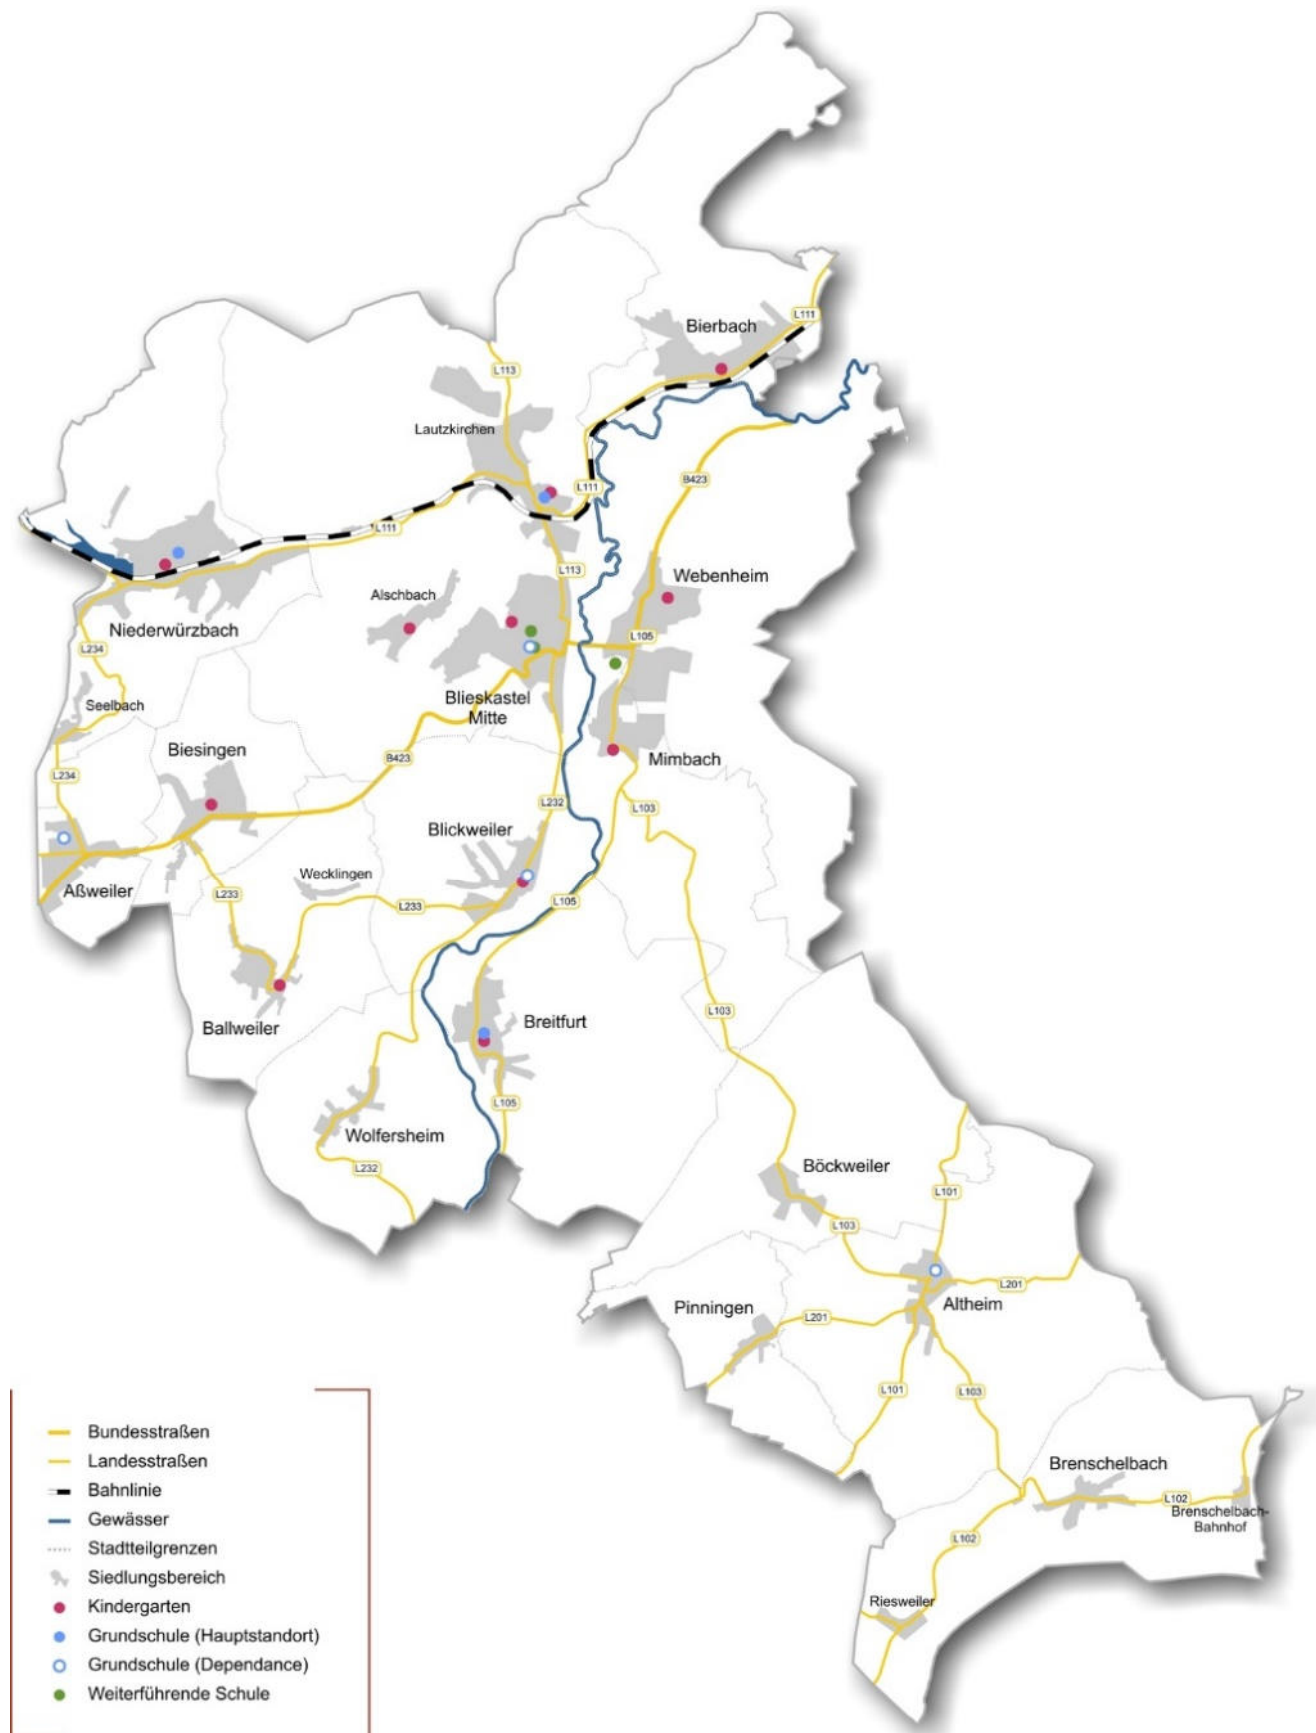 L111
Bierbach
L113
Lautzkirchen
B423
L111
L111
L113
Webenheim
Alschbach
Niederwürzbach
L105
L234
Blieskastel
Mitte
Seelbach
Biesingen
B423
Mimbach
L234
L232
L103
Blickweiler
Wecklingen
Aßweiler
L233
L233
L105
L103
Breitfurt
Ballweiler
L105
Wolfersheim
L232
Böckweiler
L101
L103
L201
Altheim
Pinningen
L201
L101
L103
Brenschelbach
L102
Brenschelbach-
Bahnhof
L102
Riesweiler
Bundesstraßen
Landesstraßen
Bahnlinie
Gewässer
Stadtteilgrenzen
Siedlungsbereich
Kindergarten
Grundschule (Hauptstandort)
Grundschule (Dependance)
Weiterführende Schule